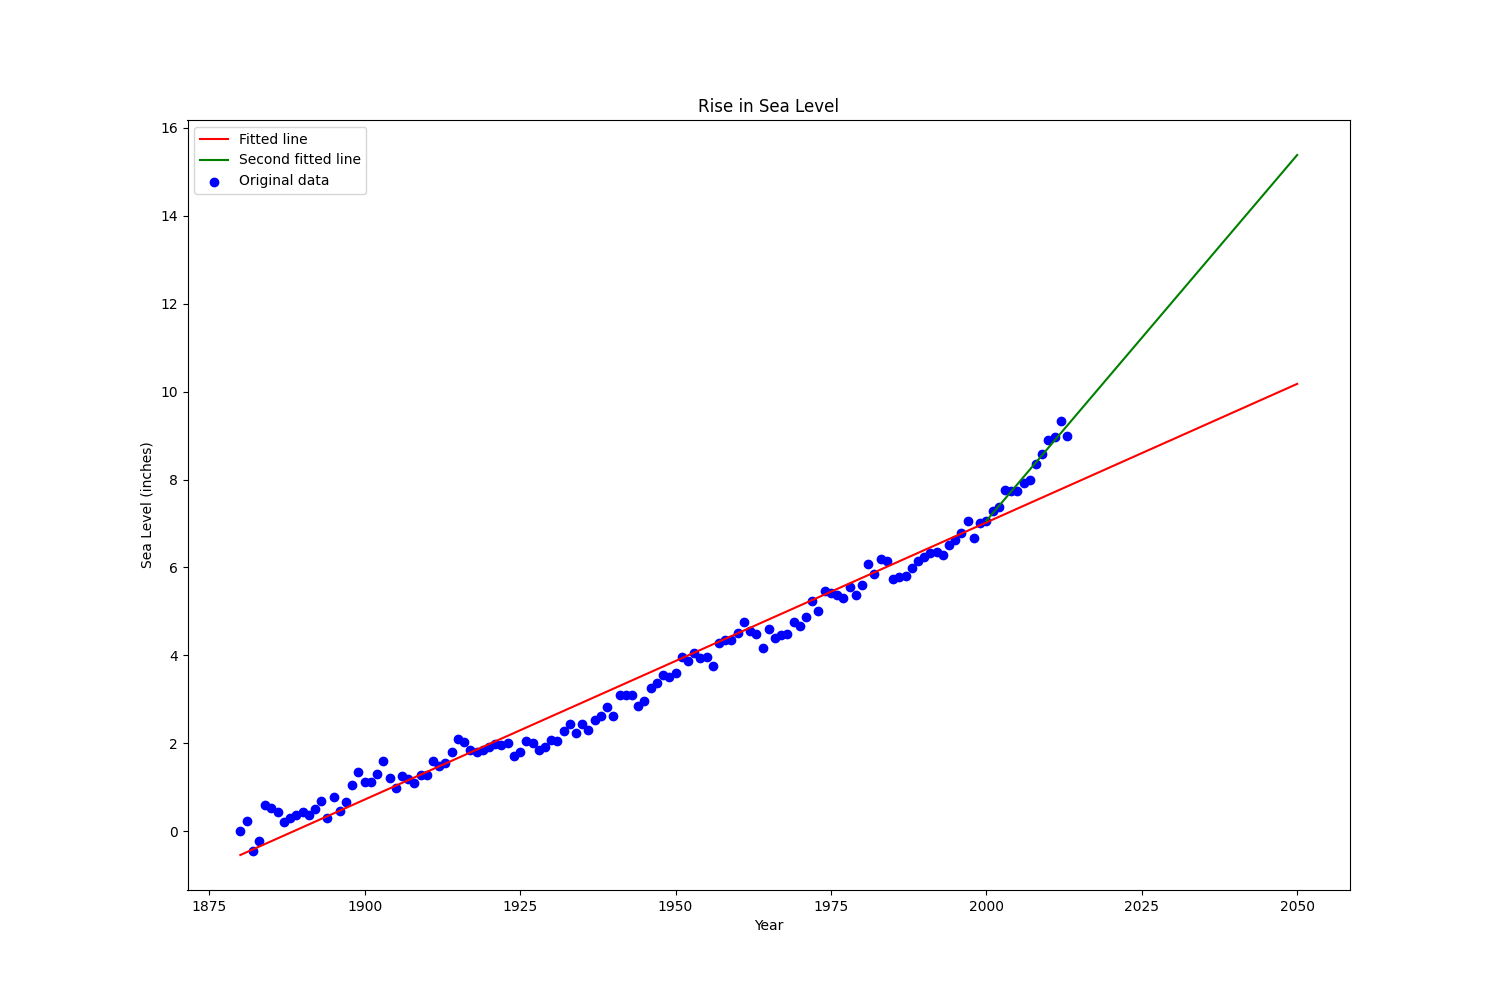 Rise in Sea Level
Fitted line
Second fitted line
Original data
Sea Level (inches)
16
14
12
10
8
6
4
2
0
1875 1900 1925 1950 1975 2000 2025 2050
Year